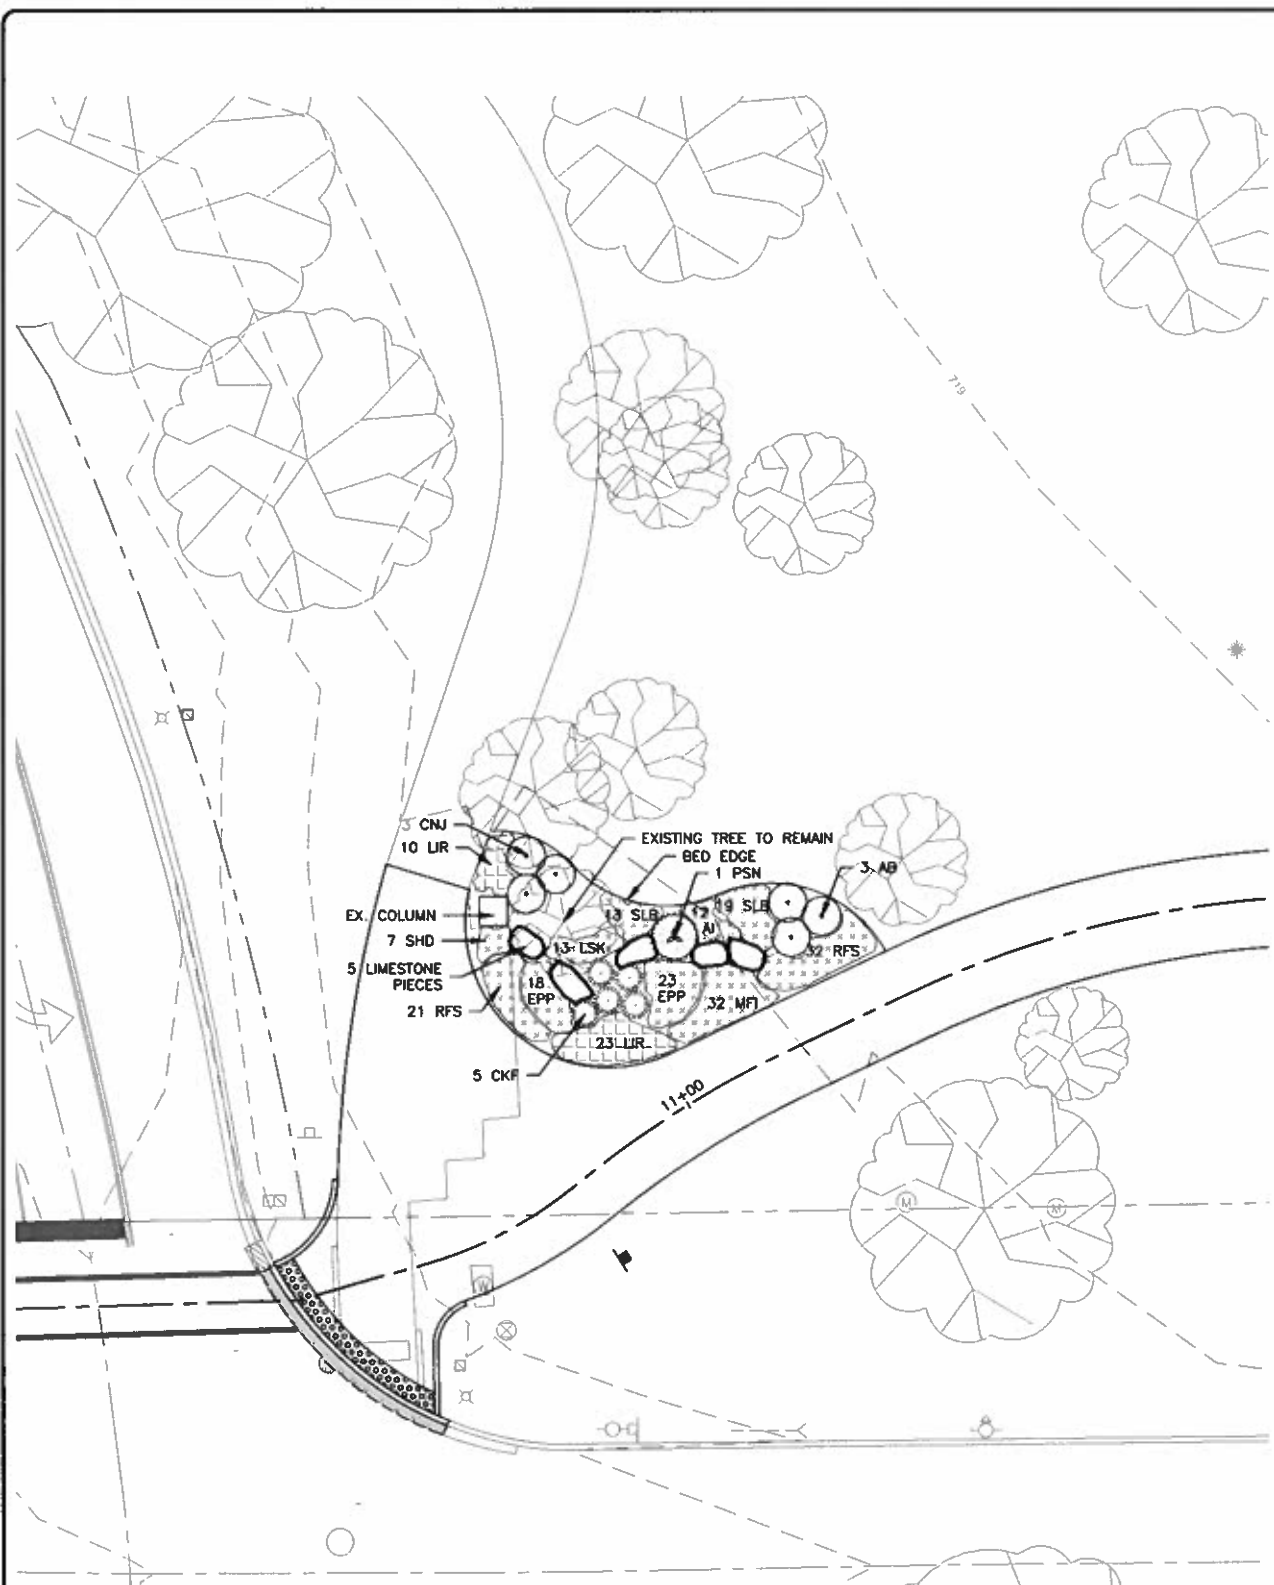 719
3 CNJ
10 LIR
EXISTING TREE TO REMAIN
BED EDGE
1 PSN
3 AB
EX. COLUMN
13 SLB
12
AI
19 SLB
7 SHD
13 LSK
32 RFS
5 LIMESTONE
PIECES
18
EPP
23
EPP
21 RFS
32 MFI
23 LIR
5 CKF
11+00
M
M
W